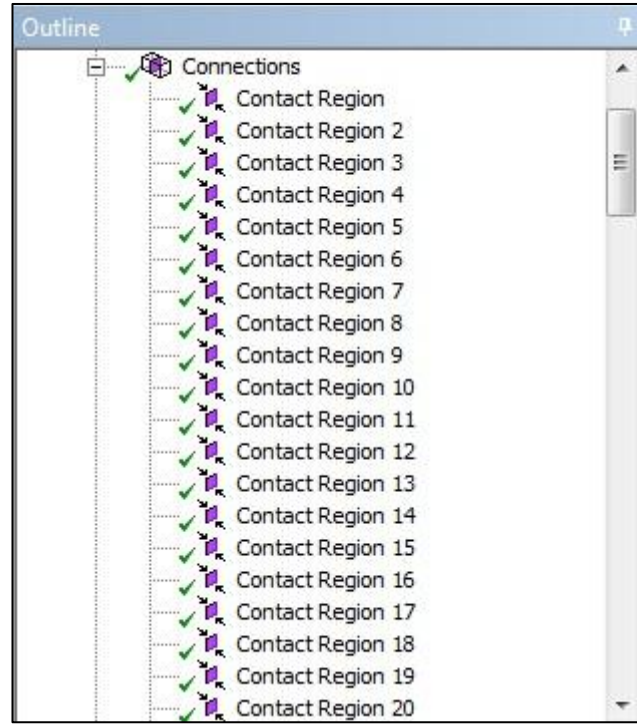 Outline
Connections
Contact Region
Contact Region 2
Contact Region 3
Contact Region 4
Contact Region 5
Contact Region 6
Contact Region 7
Contact Region 8
Contact Region 9
Contact Region 10
Contact Region 11
Contact Region 12
Contact Region 13
Contact Region 14
Contact Region 15
Contact Region 16
Contact Region 17
Contact Region 18
Contact Region 19
Contact Region 20